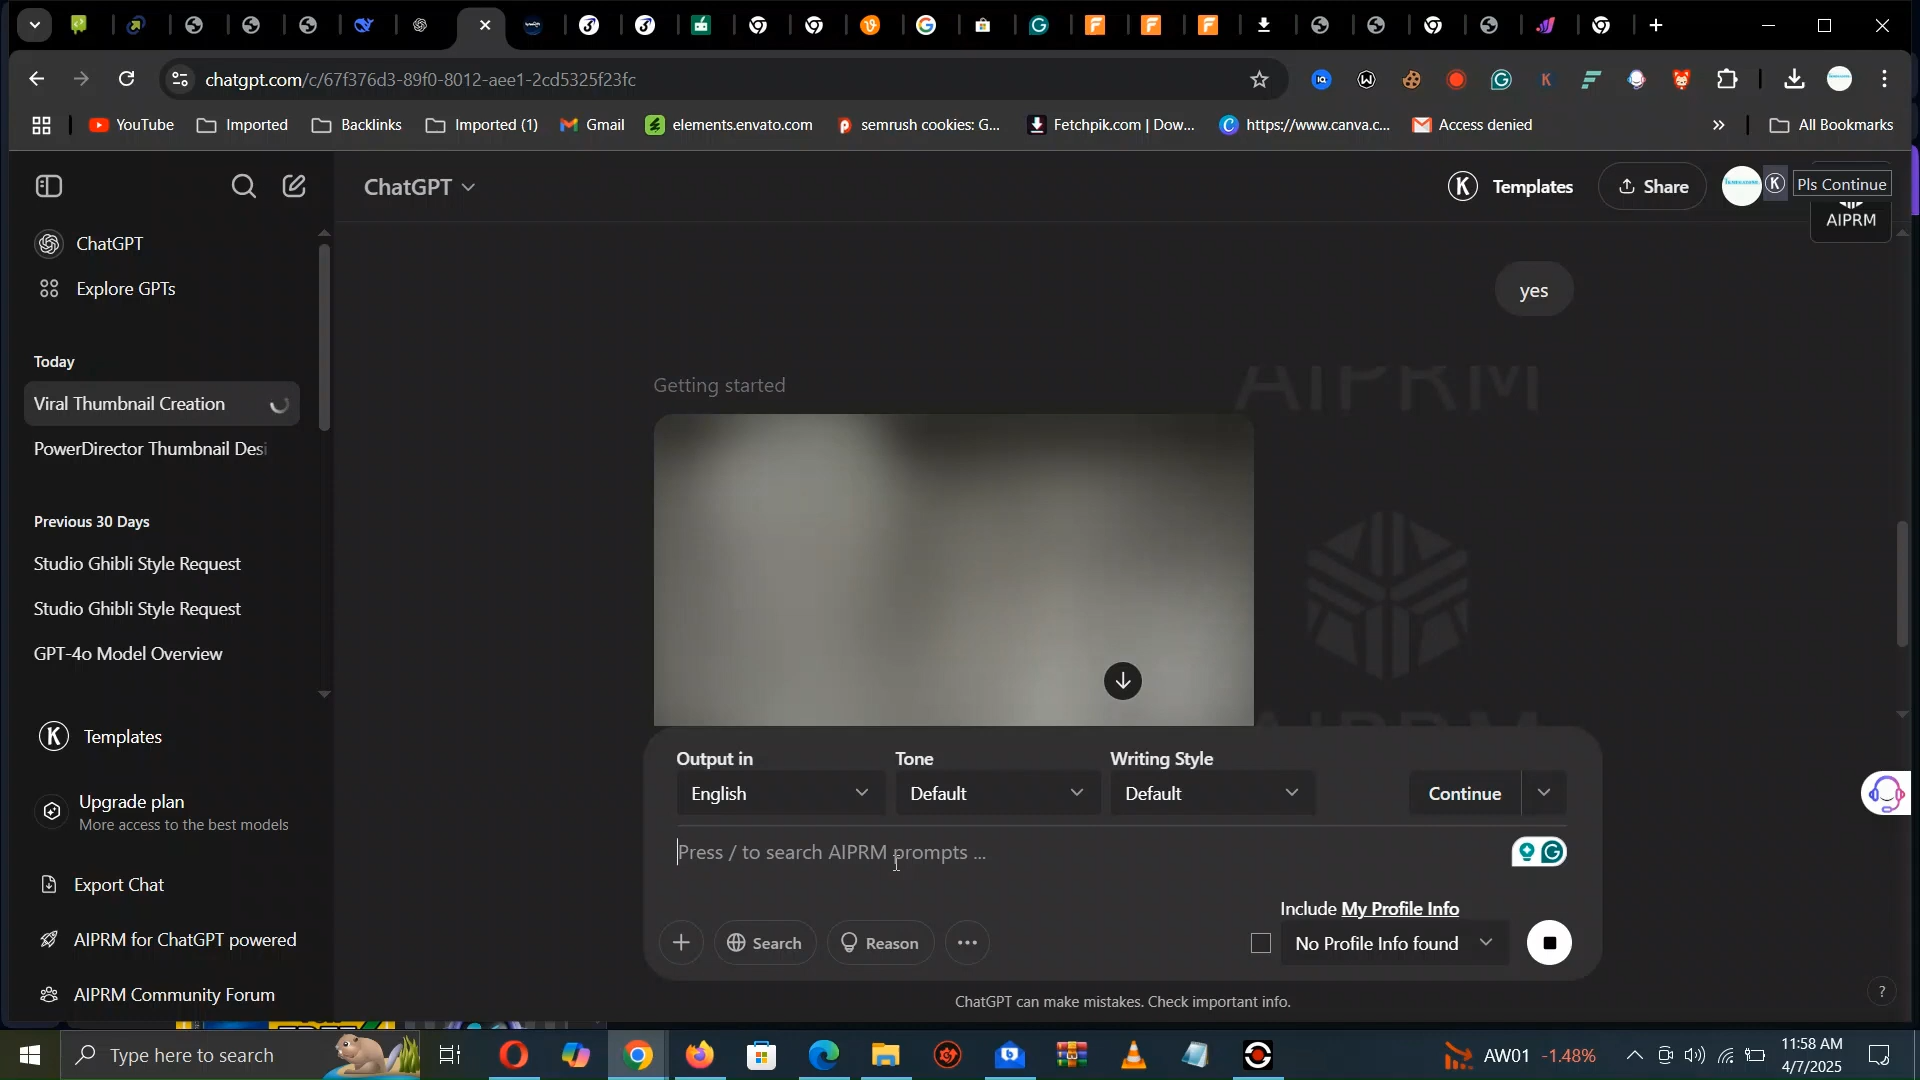 chatgpt.com/c/67f376d3-89f0-8012-aee1-2cd5325f23fc
YouTube
Imported
Backlinks
Imported (1)
Gmail
elements.envato.com
semrush cookies: G...
Fetchpik.com | Dow...
https://www.canva.c...
Access denied
»
All Bookmarks
ChatGPT
Templates
Share
Pls Continue
AIPRM
ChatGPT
Explore GPTs
Today
Viral Thumbnail Creation
PowerDirector Thumbnail Desi
Previous 30 Days
Studio Ghibli Style Request
Studio Ghibli Style Request
GPT-4o Model Overview
Templates
Upgrade plan
More access to the best models
Export Chat
AIPRM for ChatGPT powered
AIPRM Community Forum
yes
Getting started
AIPRM
Output in
Tone
Writing Style
English
Default
Default
Continue
Press / to search AIPRM prompts ...
Include My Profile Info
Search
Reason
No Profile Info found
ChatGPT can make mistakes. Check important info.
?
Type here to search
AW01 -1.48%
11:58 AM
4/7/2025